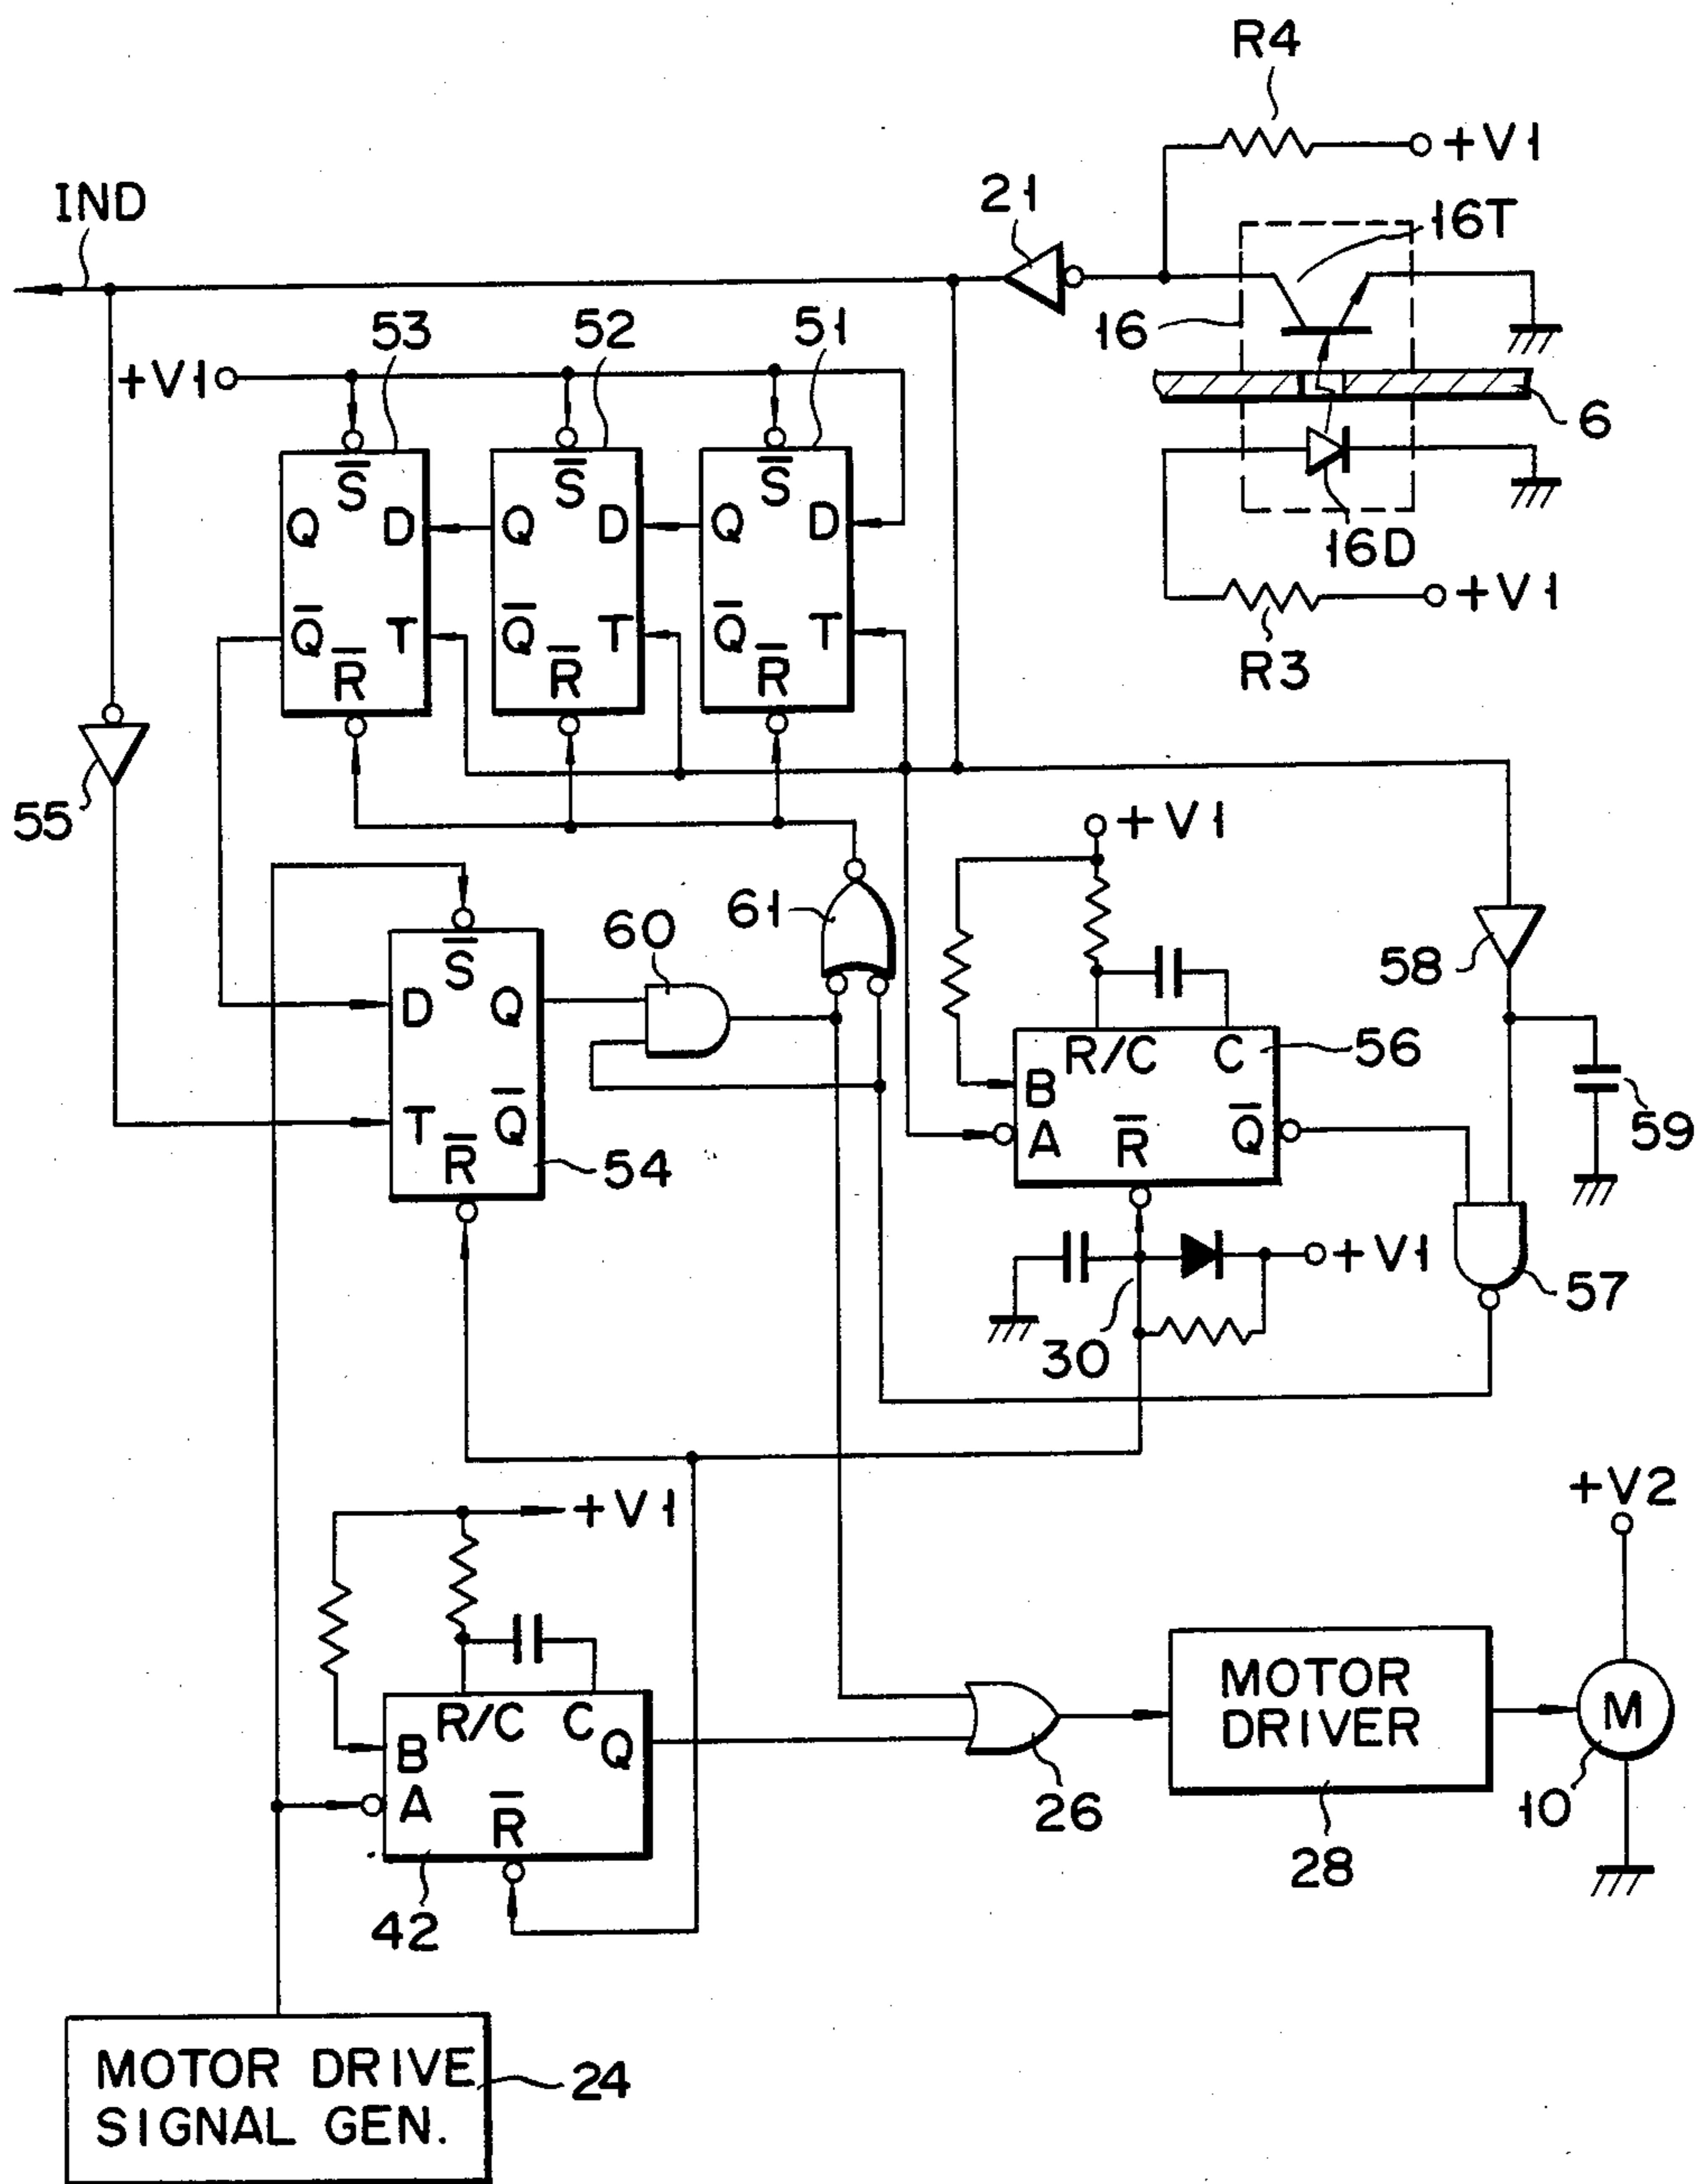 R4
+V1
IND
21
16T
16
53
52
51
+V1
6
S̅
S̅
S̅
Q
D
Q
D
Q
D
16D
+V1
Q̅
T
Q̅
T
Q̅
T
R̅
R̅
R̅
R3
55
+V1
61
60
58
S̅
D
Q
R/C
C
56
B
59
T
Q̅
A
R̅
Q̅
R̅
54
+V1
57
30
+V2
+V1
MOTOR
DRIVER
M
R/C
C
Q
B
A
R̅
26
10
28
42
MOTOR DRIVE
SIGNAL GEN.
24